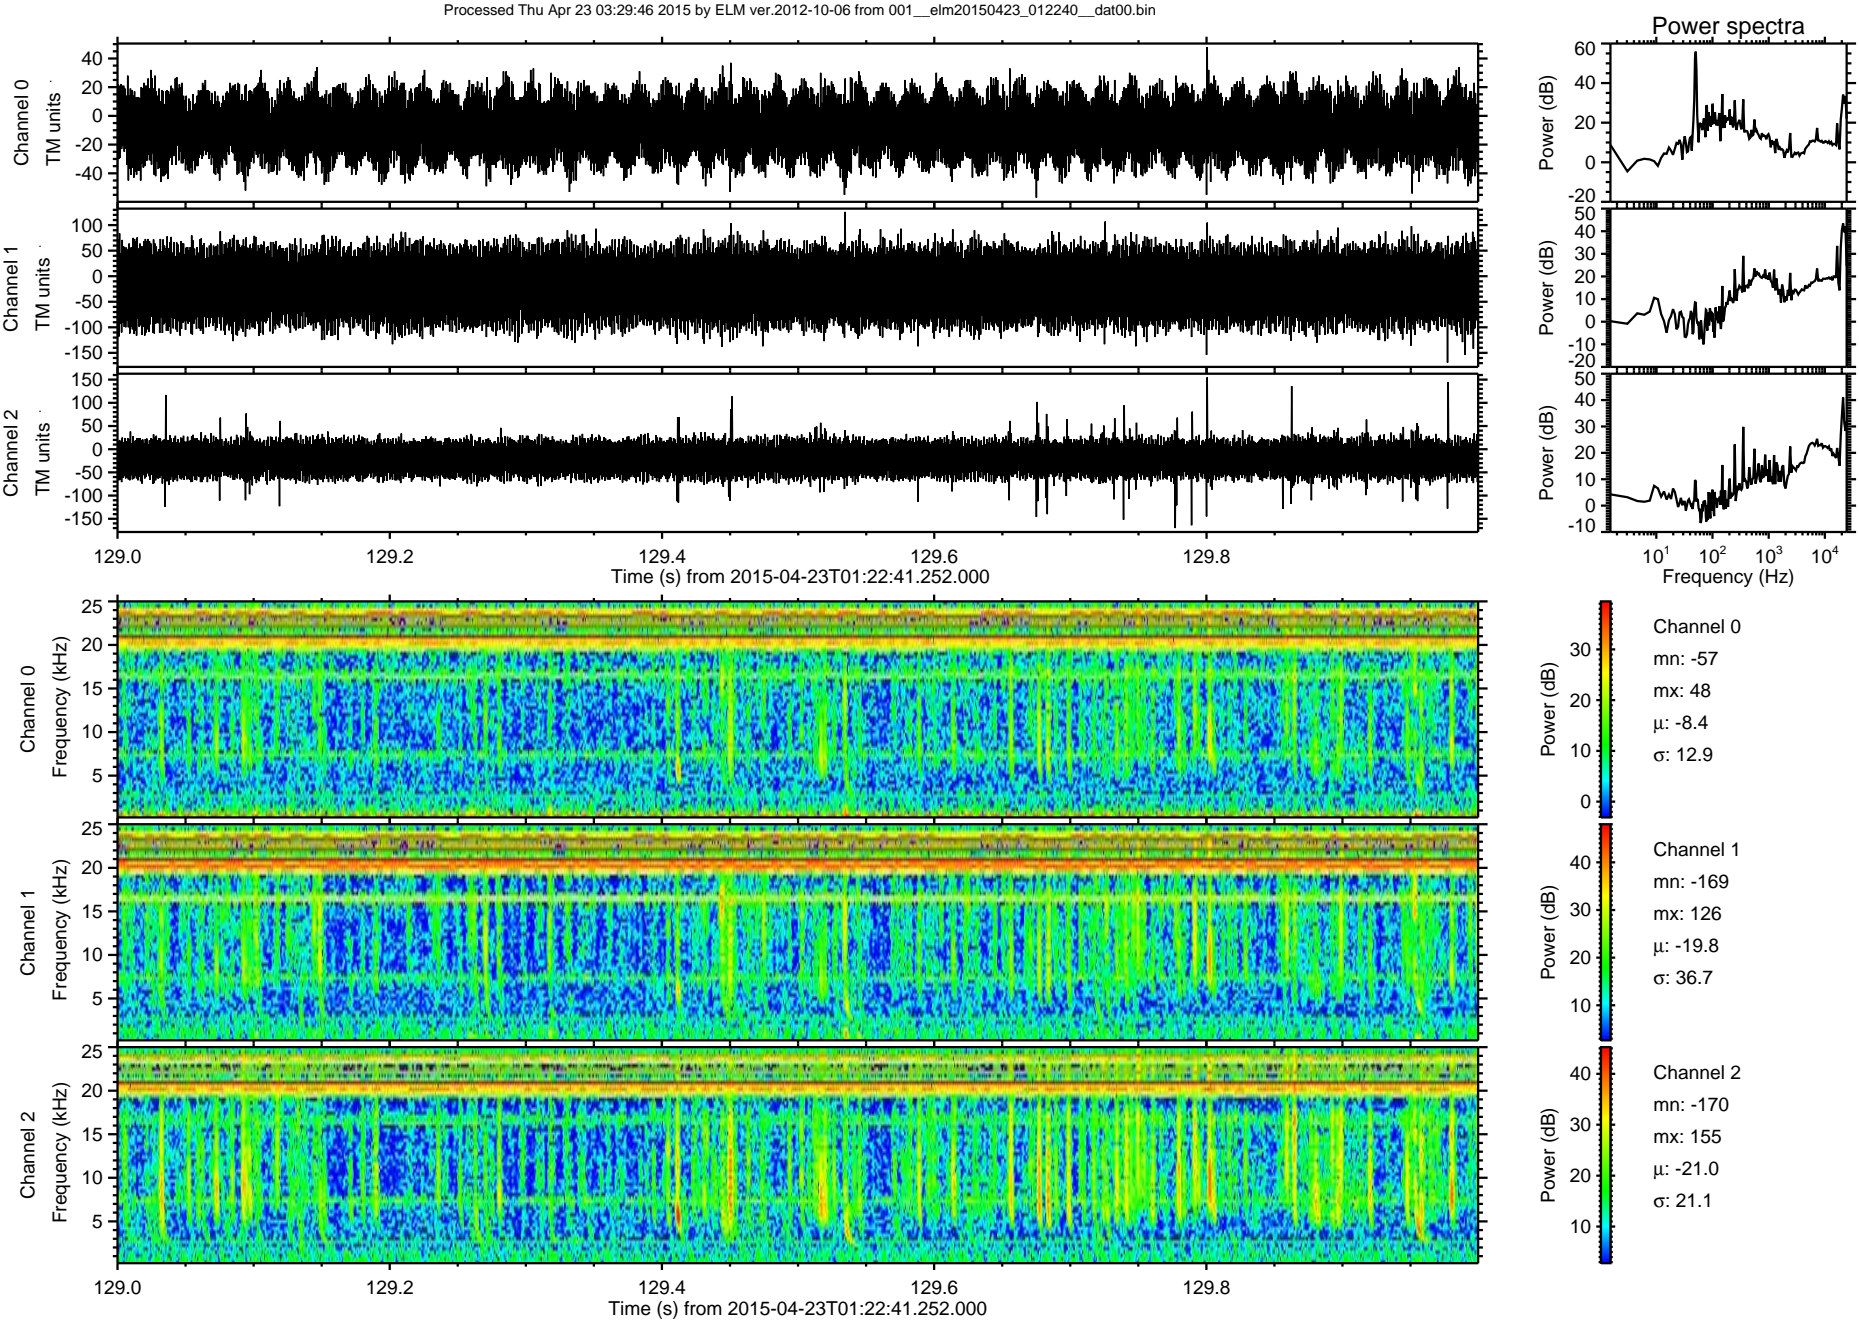 Processed Thu Apr 23 03:29:46 2015 by ELM ver.2012-10-06 from 001__elm20150423_012240__dat00.bin
Power spectra
Channel 0
TM units
40
20
0
-20
-40
Power (dB)
60
40
20
0
-20
Channel 1
TM units
100
50
0
-50
-100
-150
Power (dB)
50
40
30
20
10
0
-10
-20
Channel 2
TM units
150
100
50
0
-50
-100
-150
Power (dB)
50
40
30
20
10
0
-10
129.0 129.2 129.4 129.6 129.8
Time (s) from 2015-04-23T01:22:41.252.000
10¹ 10² 10³ 10⁴
Frequency (Hz)
Channel 0
Frequency (kHz)
25
20
15
10
5
Power (dB)
30
20
10
0
Channel 0
mn: -57
mx: 48
μ: -8.4
σ: 12.9
Channel 1
Frequency (kHz)
25
20
15
10
5
Power (dB)
40
30
20
10
Channel 1
mn: -169
mx: 126
μ: -19.8
σ: 36.7
Channel 2
Frequency (kHz)
25
20
15
10
5
Power (dB)
40
30
20
10
Channel 2
mn: -170
mx: 155
μ: -21.0
σ: 21.1
129.0 129.2 129.4 129.6 129.8
Time (s) from 2015-04-23T01:22:41.252.000